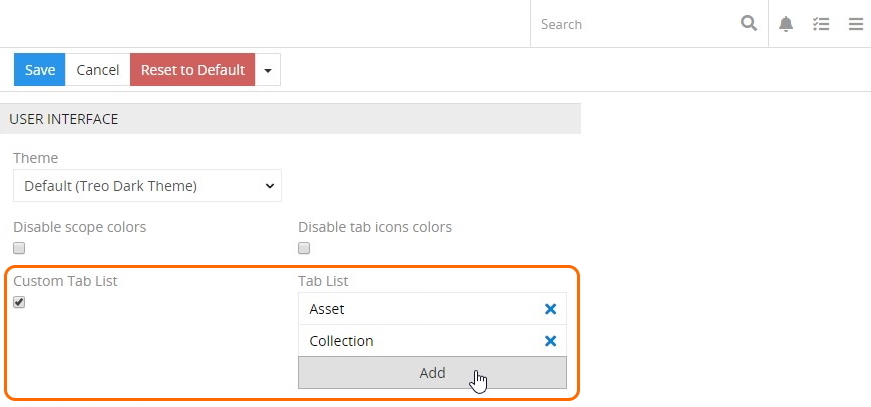 Search
Save Cancel Reset to Default
USER INTERFACE
Theme
Default (Treo Dark Theme)
Disable scope colors Disable tab icons colors
Custom Tab List Tab List
Asset
Collection
Add